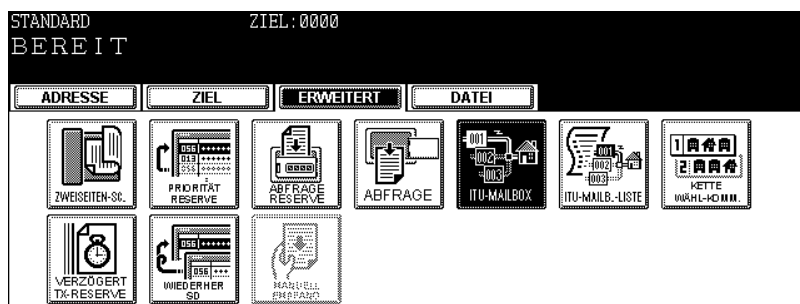 STANDARD ZIEL:0000
BEREIT
ADRESSE ZIEL ERWEITERT DATEI
ZWEISEITEN-SC. PRIORITÄT RESERVE ABFRAGE RESERVE ABFRAGE ITU-MAILBOX ITU-MAILB.-LISTE KETTE WÄHL-KOMM.
VERZÖGERT TX-RESERVE WIEDERHER SD MANUELL EMPFANG